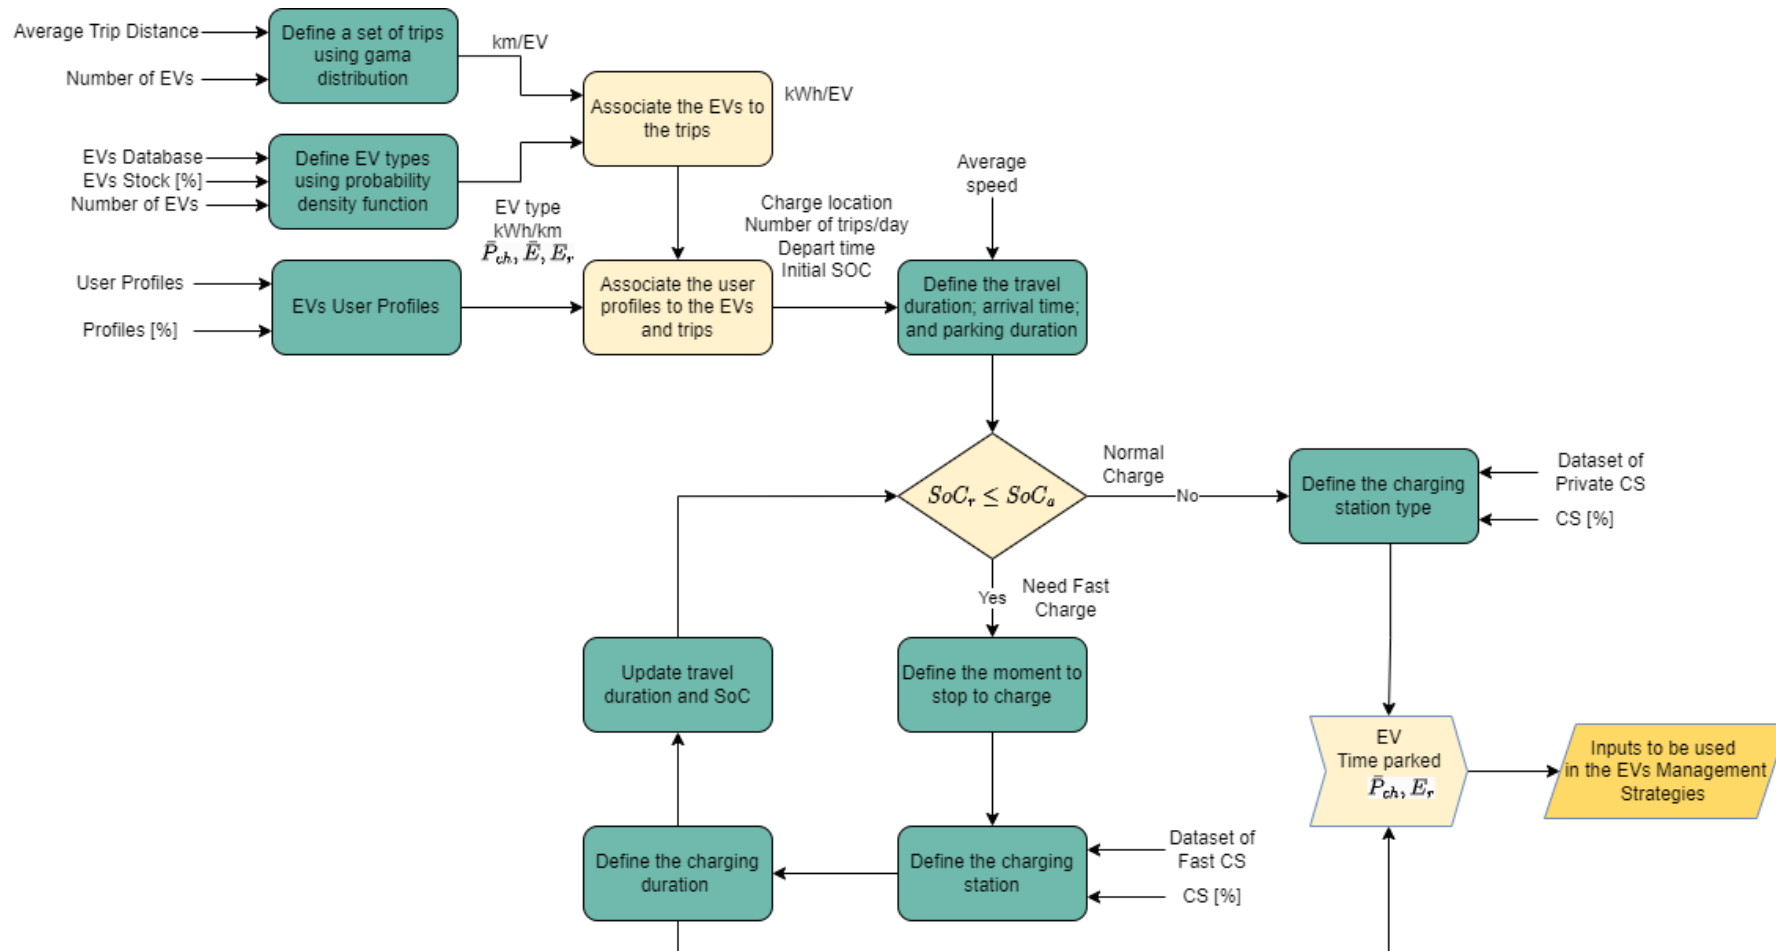 Average Trip Distance
Number of EVs
Define a set of trips
using gama
distribution
km/EV
EVs Database
EVs Stock [%]
Number of EVs
Define EV types
using probability
density function
Associate the EVs to
the trips
kWh/EV
EV type
kWh/km
P̄_ch, Ē, E_r
User Profiles
Profiles [%]
EVs User Profiles
Associate the user
profiles to the EVs
and trips
Charge location
Number of trips/day
Depart time
Initial SOC
Average
speed
Define the travel
duration; arrival time;
and parking duration
SoC_r ≤ SoC_a
Normal
Charge
No
Define the charging
station type
Dataset of
Private CS
CS [%]
Yes
Need Fast
Charge
Define the moment to
stop to charge
Update travel
duration and SoC
Define the charging
duration
Define the charging
station
Dataset of
Fast CS
CS [%]
EV
Time parked
P̄_ch, E_r
Inputs to be used
in the EVs Management
Strategies